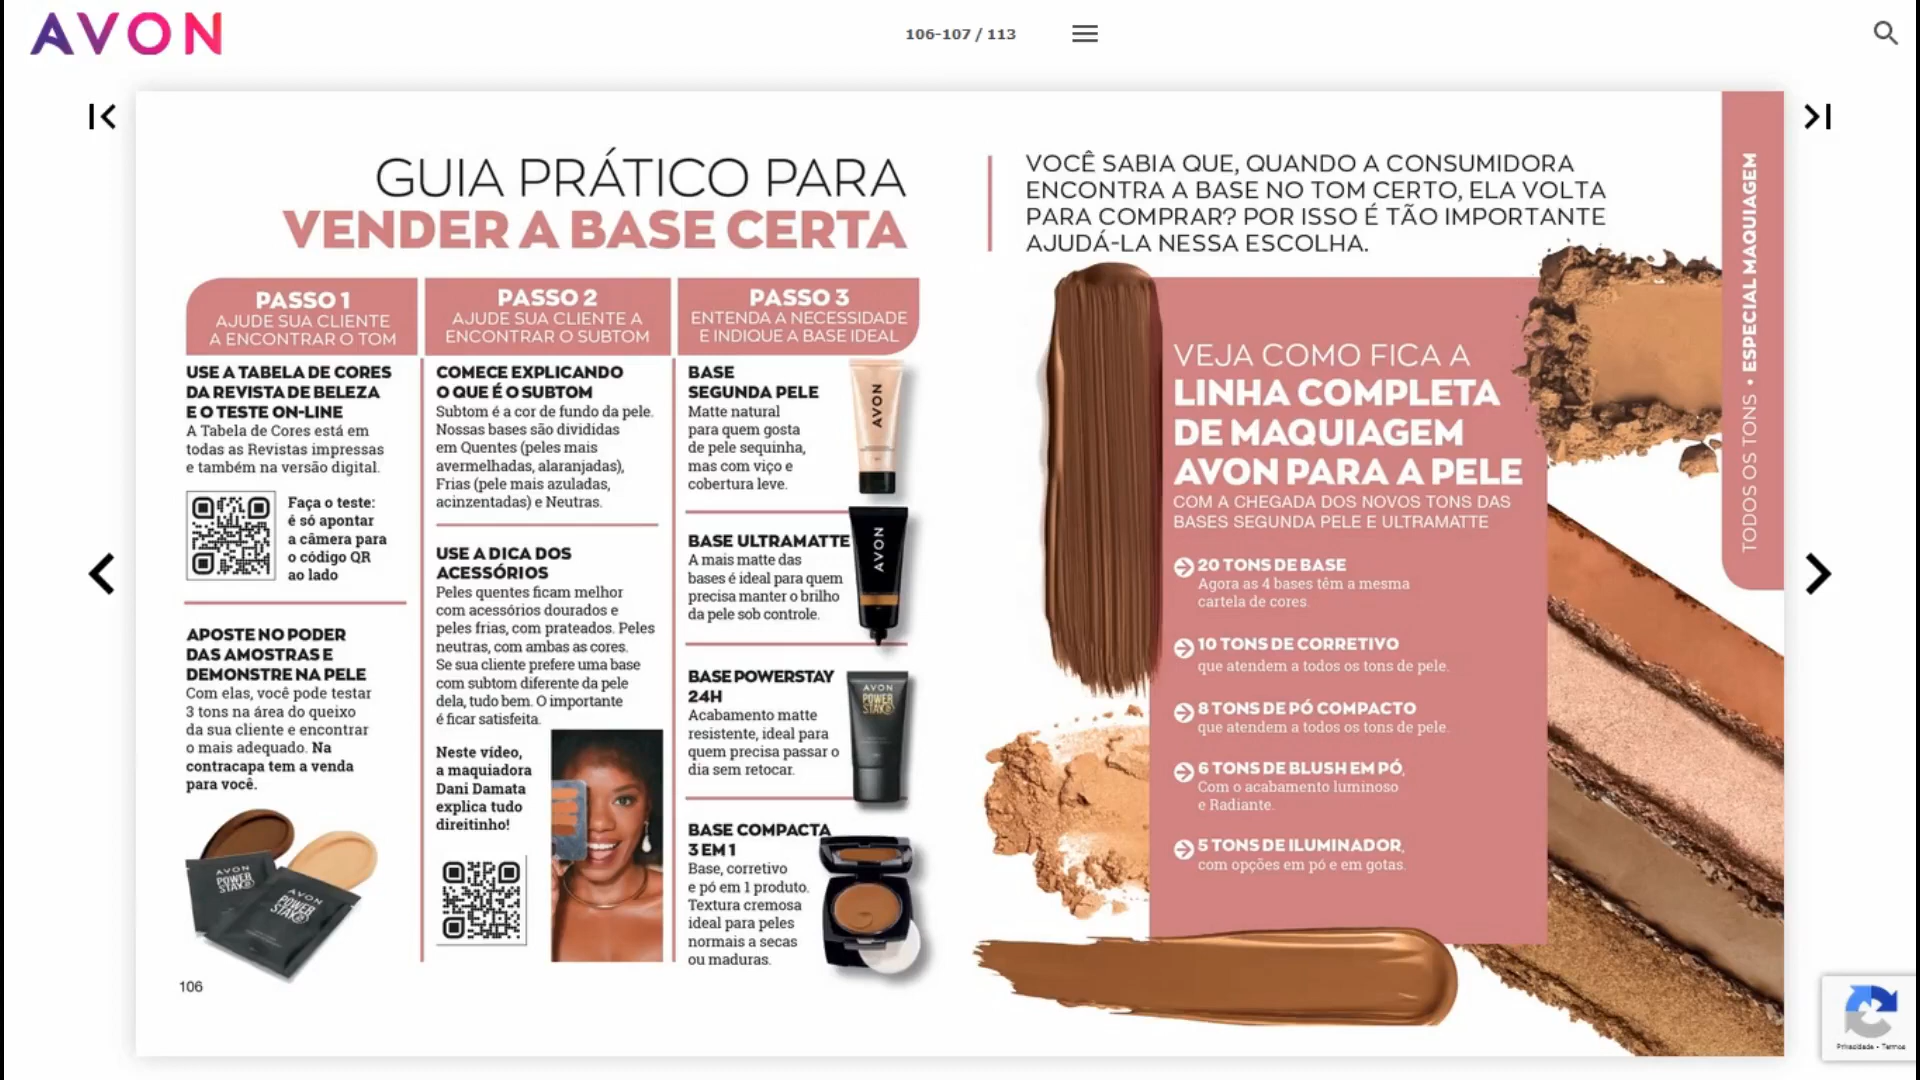 AVON
106-107 / 113
GUIA PRÁTICO PARA
VENDER A BASE CERTA
PASSO 1
AJUDE SUA CLIENTE
A ENCONTRAR O TOM
USE A TABELA DE CORES
DA REVISTA DE BELEZA
E O TESTE ON-LINE
A Tabela de Cores está em
todas as Revistas impressas
e também na versão digital.
Faça o teste:
é só apontar
a câmera para
o código QR
ao lado
APOSTE NO PODER
DAS AMOSTRAS E
DEMONSTRE NA PELE
Com elas, você pode testar
3 tons na área do queixo
da sua cliente e encontrar
o mais adequado. Na
contracapa tem a venda
para você.
AVON
POWER
STAY
AVON
POWER
STAY
106
PASSO 2
AJUDE SUA CLIENTE A
ENCONTRAR O SUBTOM
COMECE EXPLICANDO
O QUE É O SUBTOM
Subtom é a cor de fundo da pele.
Nossas bases são divididas
em Quentes (peles mais
avermelhadas, alaranjadas),
Frias (pele mais azuladas,
acinzentadas) e Neutras.
USE A DICA DOS
ACESSÓRIOS
Peles quentes ficam melhor
com acessórios dourados e
peles frias, com prateados. Peles
neutras, com ambas as cores.
Se sua cliente prefere uma base
com subtom diferente da pele
dela, tudo bem. O importante
é ficar satisfeita.
Neste vídeo,
a maquiadora
Dani Damata
explica tudo
direitinho!
PASSO 3
ENTENDA A NECESSIDADE
E INDIQUE A BASE IDEAL
BASE
SEGUNDA PELE
Matte natural
para quem gosta
de pele sequinha,
mas com viço e
cobertura leve.
AVON
BASE ULTRAMATTE
A mais matte das
bases é ideal para quem
precisa manter o brilho
da pele sob controle.
AVON
BASE POWERSTAY
24H
Acabamento matte
resistente, ideal para
quem precisa passar o
dia sem retocar.
AVON
POWER
STAY
BASE COMPACTA
3 EM 1
Base, corretivo
e pó em 1 produto.
Textura cremosa
ideal para peles
normais a secas
ou maduras.
VOCÊ SABIA QUE, QUANDO A CONSUMIDORA
ENCONTRA A BASE NO TOM CERTO, ELA VOLTA
PARA COMPRAR? POR ISSO É TÃO IMPORTANTE
AJUDÁ-LA NESSA ESCOLHA.
VEJA COMO FICA A
LINHA COMPLETA
DE MAQUIAGEM
AVON PARA A PELE
COM A CHEGADA DOS NOVOS TONS DAS
BASES SEGUNDA PELE E ULTRAMATTE
20 TONS DE BASE
Agora as 4 bases têm a mesma
cartela de cores.
10 TONS DE CORRETIVO
que atendem a todos os tons de pele.
8 TONS DE PÓ COMPACTO
que atendem a todos os tons de pele.
6 TONS DE BLUSH EM PÓ,
Com o acabamento luminoso
e Radiante.
5 TONS DE ILUMINADOR,
com opções em pó e em gotas.
TODOS OS TONS • ESPECIAL MAQUIAGEM
Privacidade - Termos